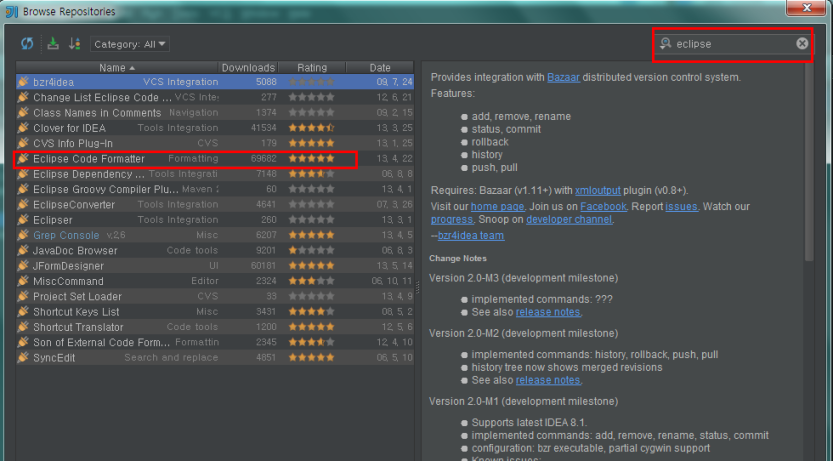 Browse Repositories
Category: All
eclipse
Name Downloads Rating Date
bzr4idea VCS Integration 5088 09, 7, 24
Change List Eclipse Code ... VCS Inte: 277 12, 6, 21
Class Names in Comments Navigation 1374 09, 2, 15
Clover for IDEA Tools Integration 41534 13, 3, 25
CVS info Plug-In CVS 179 13, 1, 25
Eclipse Code Formatter Formatting 69682 13, 4, 22
Eclipse Dependency ... Tools Integrati 7148 06, 8, 8
Eclipse Groovy Compiler Plu... Maven 60 13, 4, 1
EclipseConverter Tools Integration 4641 07, 3, 26
Eclipser Tools Integration 260 13, 3, 1
Grep Console v,2,6 Misc 6207 13, 4, 5
JavaDoc Browser Code tools 9201 06, 8, 3
JFormDesigner UI 60181 13, 5, 14
MiscCommand Editor 2324 06, 10, 11
Project Set Loader CVS 33 13, 4, 9
Shortcut Keys List Misc 3431 08, 5, 2
Shortcut Translator Code tools 1200 12, 5, 6
Son of External Code Form... Formattin 2345 12, 4, 10
SyncEdit Search and replace 4851 06, 5, 10
Provides integration with Bazaar distributed version control system.
Features:
add, remove, rename
status, commit
rollback
history
push, pull
Requires: Bazaar (v1.11+) with xmloutput plugin (v0.8+).
Visit our home page, Join us on Facebook, Report issues, Watch our
progress, Snoop on developer channel,
--bzr4idea team
Change Notes
Version 2.0-M3 (development milestone)
implemented commands: ???
See also release notes,
Version 2.0-M2 (development milestone)
implemented commands: history, rollback, push, pull
history tree now shows merged revisions
See also release notes,
Version 2.0-M1 (development milestone)
Supports latest IDEA 8.1.
implemented commands: add, remove, rename, status, commit
configuration: bzr executable, partial cygwin support
Known issues: